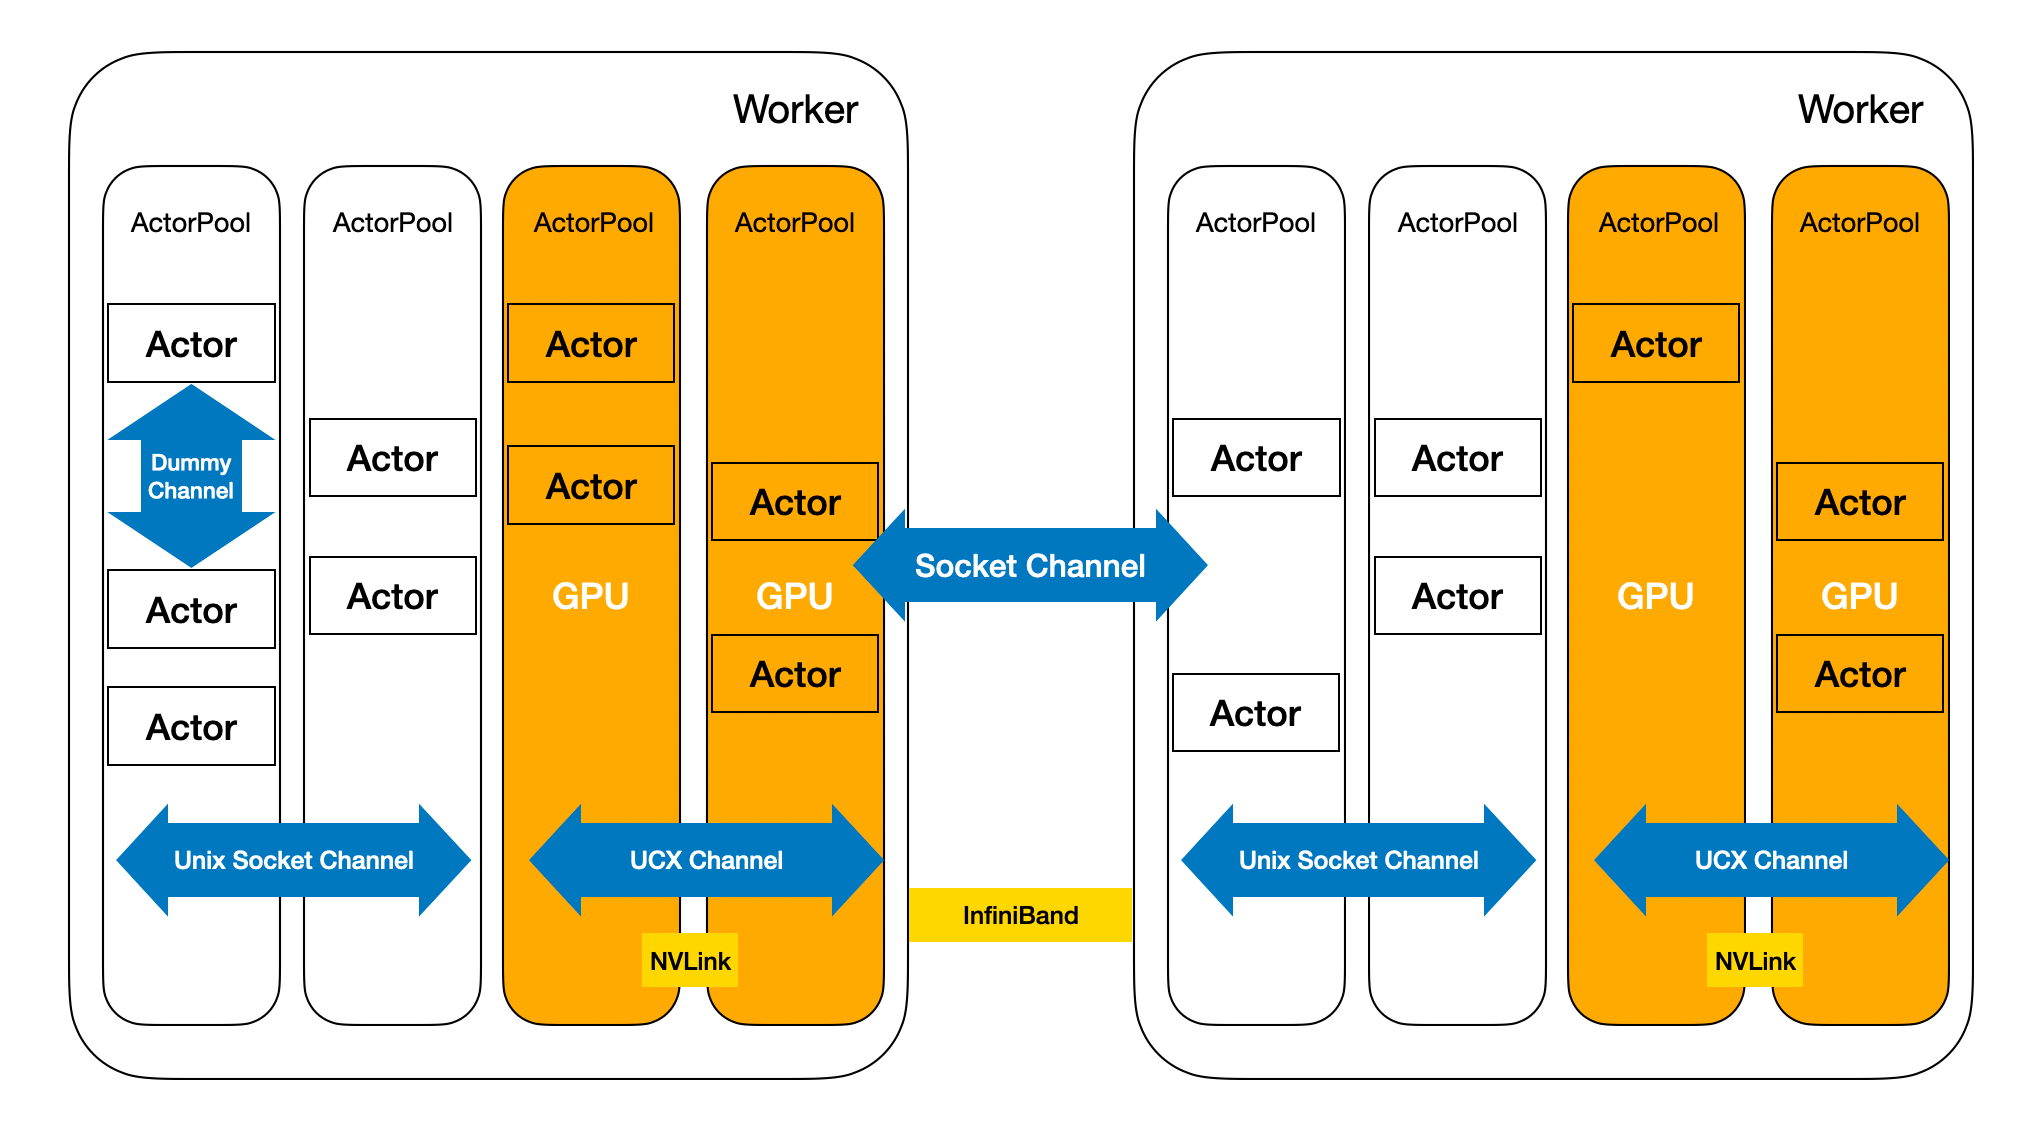 Worker
ActorPool
ActorPool
ActorPool
ActorPool
Actor
Dummy
Channel
Actor
Actor
Actor
Actor
Actor
Actor
GPU
Actor
GPU
Actor
Unix Socket Channel
UCX Channel
NVLink
Socket Channel
InfiniBand
Worker
ActorPool
ActorPool
ActorPool
ActorPool
Actor
Actor
Actor
Actor
Actor
GPU
Actor
GPU
Actor
Unix Socket Channel
UCX Channel
NVLink